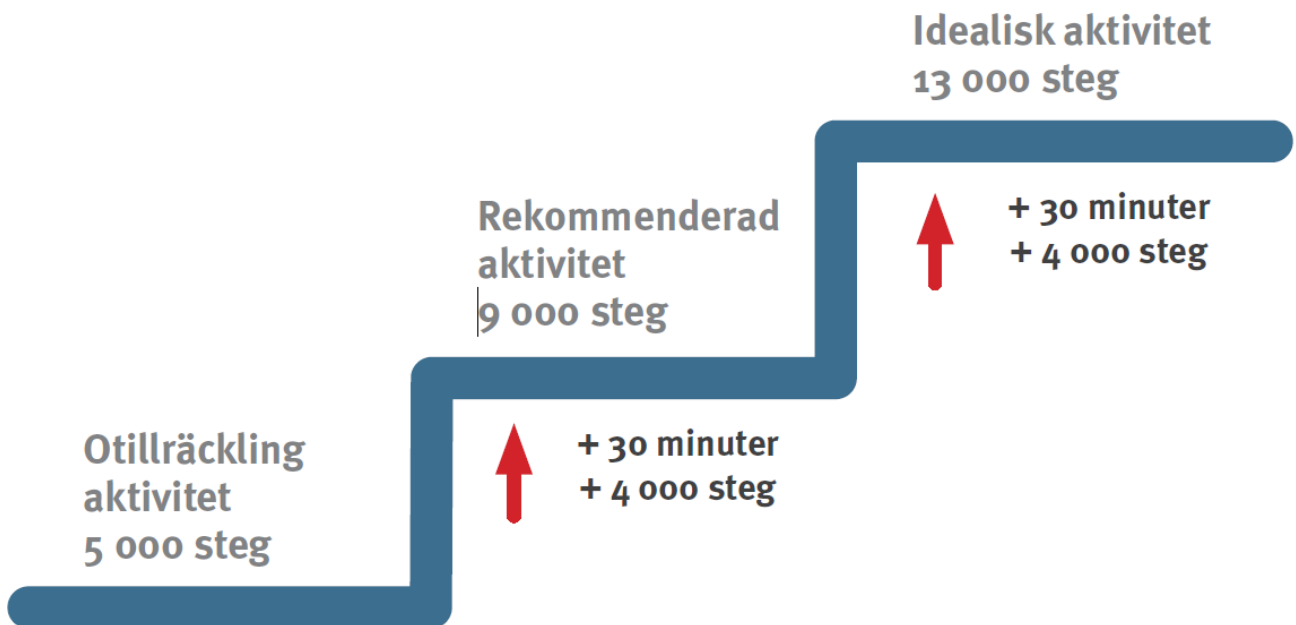 Idealisk aktivitet
13 000 steg
+ 30 minuter
+ 4 000 steg
Rekommenderad
aktivitet
9 000 steg
+ 30 minuter
+ 4 000 steg
Otillräckling
aktivitet
5 000 steg